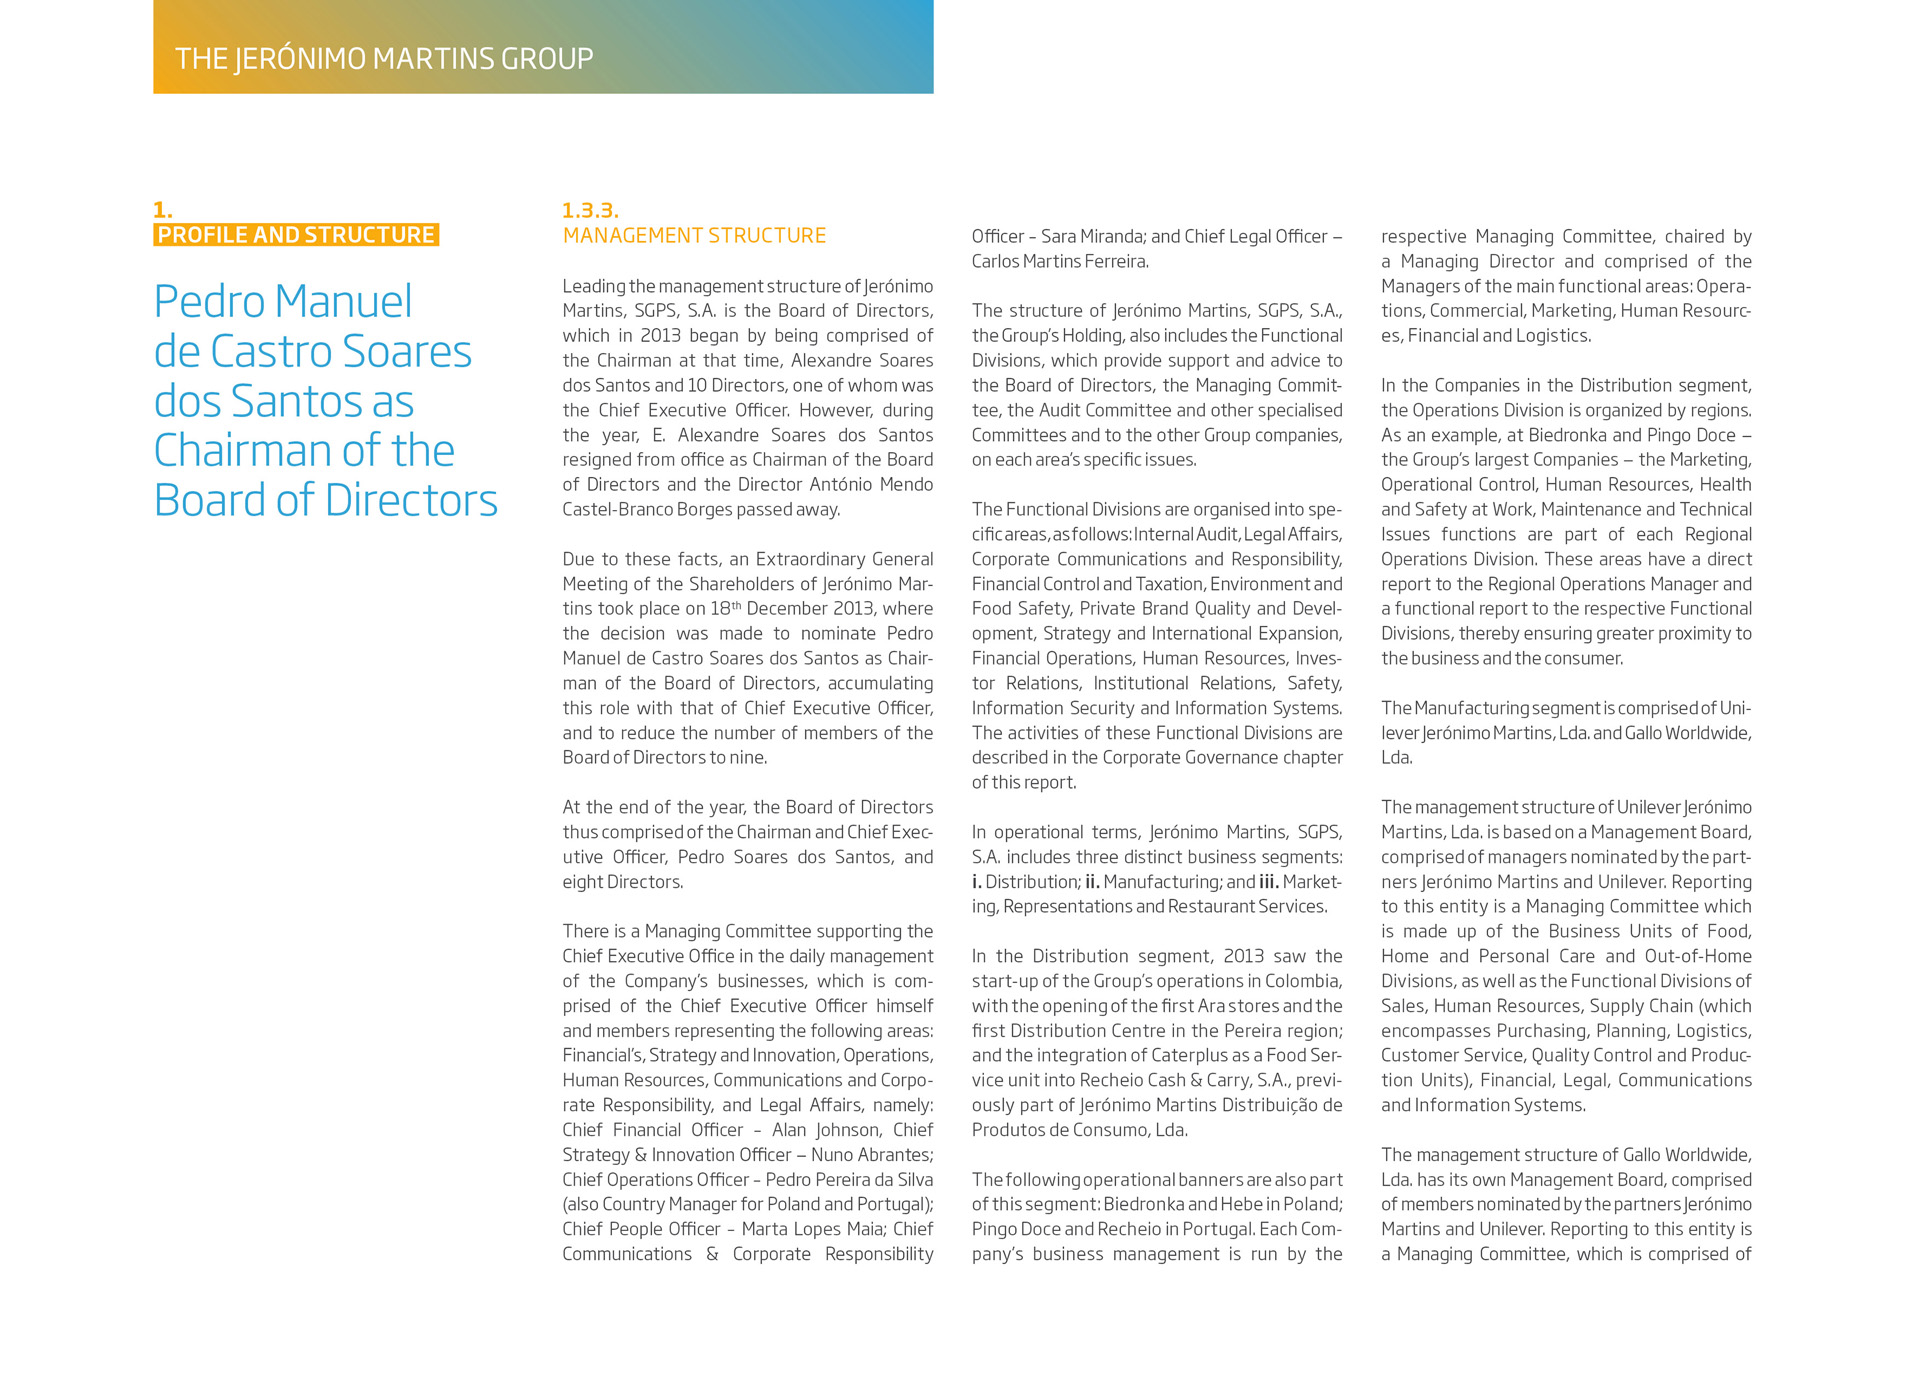 THE JERÓNIMO MARTINS GROUP
1.
PROFILE AND STRUCTURE
Pedro Manuel
de Castro Soares
dos Santos as
Chairman of the
Board of Directors
1.3.3.
MANAGEMENT STRUCTURE
Leading the management structure of Jerónimo
Martins, SGPS, S.A. is the Board of Directors,
which in 2013 began by being comprised of
the Chairman at that time, Alexandre Soares
dos Santos and 10 Directors, one of whom was
the Chief Executive Officer. However, during
the year, E. Alexandre Soares dos Santos
resigned from office as Chairman of the Board
of Directors and the Director António Mendo
Castel-Branco Borges passed away.
Due to these facts, an Extraordinary General
Meeting of the Shareholders of Jerónimo Mar-
tins took place on 18th December 2013, where
the decision was made to nominate Pedro
Manuel de Castro Soares dos Santos as Chair-
man of the Board of Directors, accumulating
this role with that of Chief Executive Officer,
and to reduce the number of members of the
Board of Directors to nine.
At the end of the year, the Board of Directors
thus comprised of the Chairman and Chief Exec-
utive Officer, Pedro Soares dos Santos, and
eight Directors.
There is a Managing Committee supporting the
Chief Executive Office in the daily management
of the Company's businesses, which is com-
prised of the Chief Executive Officer himself
and members representing the following areas:
Financial's, Strategy and Innovation, Operations,
Human Resources, Communications and Corpo-
rate Responsibility, and Legal Affairs, namely:
Chief Financial Officer – Alan Johnson, Chief
Strategy & Innovation Officer – Nuno Abrantes;
Chief Operations Officer – Pedro Pereira da Silva
(also Country Manager for Poland and Portugal);
Chief People Officer – Marta Lopes Maia; Chief
Communications & Corporate Responsibility
Officer – Sara Miranda; and Chief Legal Officer –
Carlos Martins Ferreira.
The structure of Jerónimo Martins, SGPS, S.A.,
the Group's Holding, also includes the Functional
Divisions, which provide support and advice to
the Board of Directors, the Managing Commit-
tee, the Audit Committee and other specialised
Committees and to the other Group companies,
on each area's specific issues.
The Functional Divisions are organised into spe-
cific areas, as follows: Internal Audit, Legal Affairs,
Corporate Communications and Responsibility,
Financial Control and Taxation, Environment and
Food Safety, Private Brand Quality and Devel-
opment, Strategy and International Expansion,
Financial Operations, Human Resources, Inves-
tor Relations, Institutional Relations, Safety,
Information Security and Information Systems.
The activities of these Functional Divisions are
described in the Corporate Governance chapter
of this report.
In operational terms, Jerónimo Martins, SGPS,
S.A. includes three distinct business segments:
i. Distribution; ii. Manufacturing; and iii. Market-
ing, Representations and Restaurant Services.
In the Distribution segment, 2013 saw the
start-up of the Group's operations in Colombia,
with the opening of the first Ara stores and the
first Distribution Centre in the Pereira region;
and the integration of Caterplus as a Food Ser-
vice unit into Recheio Cash & Carry, S.A., previ-
ously part of Jerónimo Martins Distribuição de
Produtos de Consumo, Lda.
The following operational banners are also part
of this segment: Biedronka and Hebe in Poland;
Pingo Doce and Recheio in Portugal. Each Com-
pany's business management is run by the
respective Managing Committee, chaired by
a Managing Director and comprised of the
Managers of the main functional areas: Opera-
tions, Commercial, Marketing, Human Resourc-
es, Financial and Logistics.
In the Companies in the Distribution segment,
the Operations Division is organized by regions.
As an example, at Biedronka and Pingo Doce –
the Group's largest Companies – the Marketing,
Operational Control, Human Resources, Health
and Safety at Work, Maintenance and Technical
Issues functions are part of each Regional
Operations Division. These areas have a direct
report to the Regional Operations Manager and
a functional report to the respective Functional
Divisions, thereby ensuring greater proximity to
the business and the consumer.
The Manufacturing segment is comprised of Uni-
lever Jerónimo Martins, Lda. and Gallo Worldwide,
Lda.
The management structure of Unilever Jerónimo
Martins, Lda. is based on a Management Board,
comprised of managers nominated by the part-
ners Jerónimo Martins and Unilever. Reporting
to this entity is a Managing Committee which
is made up of the Business Units of Food,
Home and Personal Care and Out-of-Home
Divisions, as well as the Functional Divisions of
Sales, Human Resources, Supply Chain (which
encompasses Purchasing, Planning, Logistics,
Customer Service, Quality Control and Produc-
tion Units), Financial, Legal, Communications
and Information Systems.
The management structure of Gallo Worldwide,
Lda. has its own Management Board, comprised
of members nominated by the partners Jerónimo
Martins and Unilever. Reporting to this entity is
a Managing Committee, which is comprised of